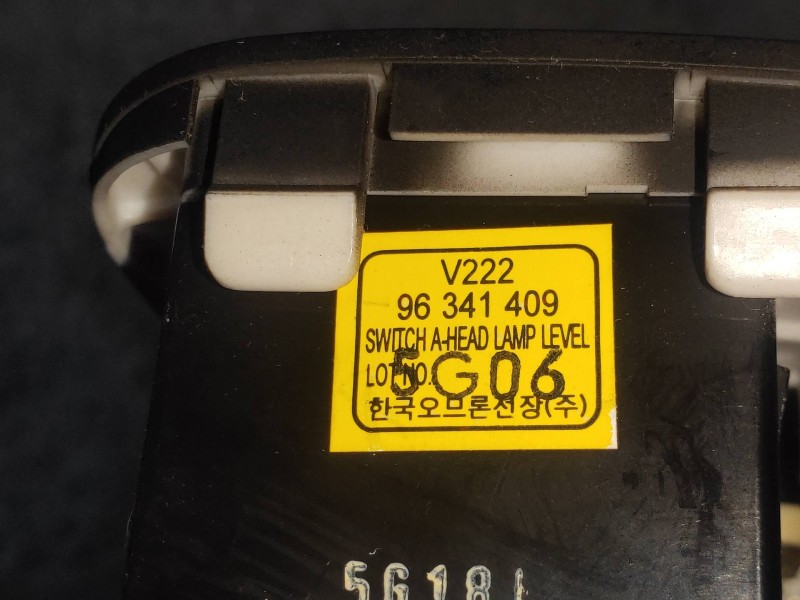 V222
96 341 409
SWITCH A-HEAD LAMP LEVEL
LOT NO. 5G06
한국오므론전장(주)
5G18